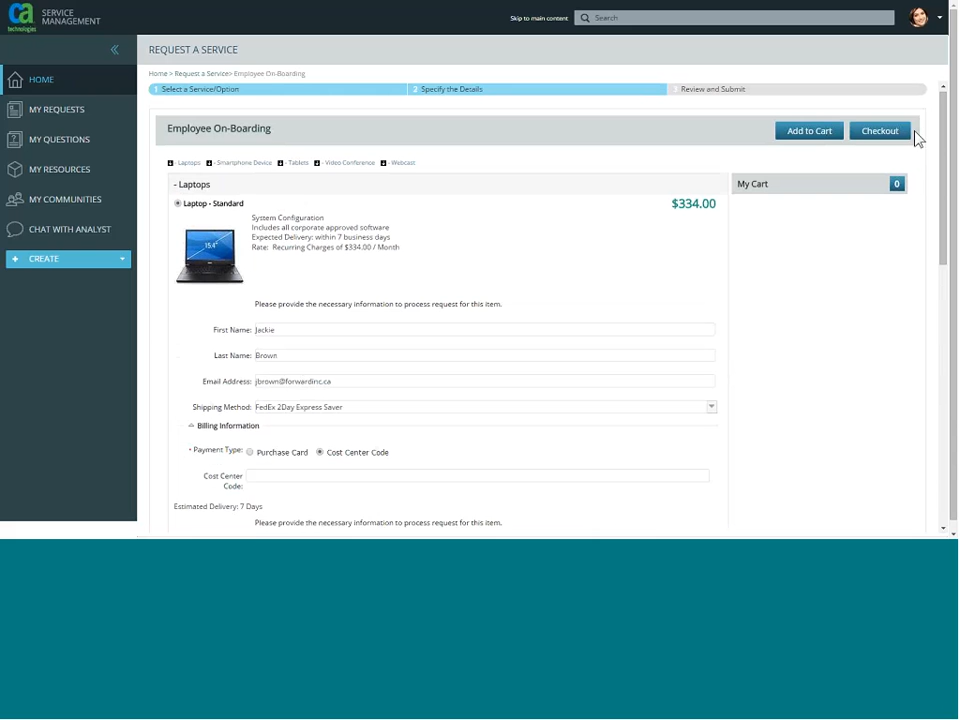 ca
technologies
SERVICE
MANAGEMENT
Skip to main content
Search
REQUEST A SERVICE
HOME
Home > Request a Service> Employee On-Boarding
1 Select a Service/Option
2 Specify the Details
Review and Submit
MY REQUESTS
MY QUESTIONS
MY RESOURCES
MY COMMUNITIES
CHAT WITH ANALYST
+ CREATE
Employee On-Boarding
Add to Cart
Checkout
Laptops - Smartphone Device - Tablets - Video Conference - Webcast
- Laptops
My Cart
0
Laptop - Standard
$334.00
System Configuration
Includes all corporate approved software
Expected Delivery: within 7 business days
Rate: Recurring Charges of $334.00 / Month
15.4"
Please provide the necessary information to process request for this item.
First Name: Jackie
Last Name: Brown
Email Address: jbrown@forwardinc.ca
Shipping Method: FedEx 2Day Express Saver
Billing Information
• Payment Type: Purchase Card Cost Center Code
Cost Center
Code:
Estimated Delivery: 7 Days
Please provide the necessary information to process request for this item.